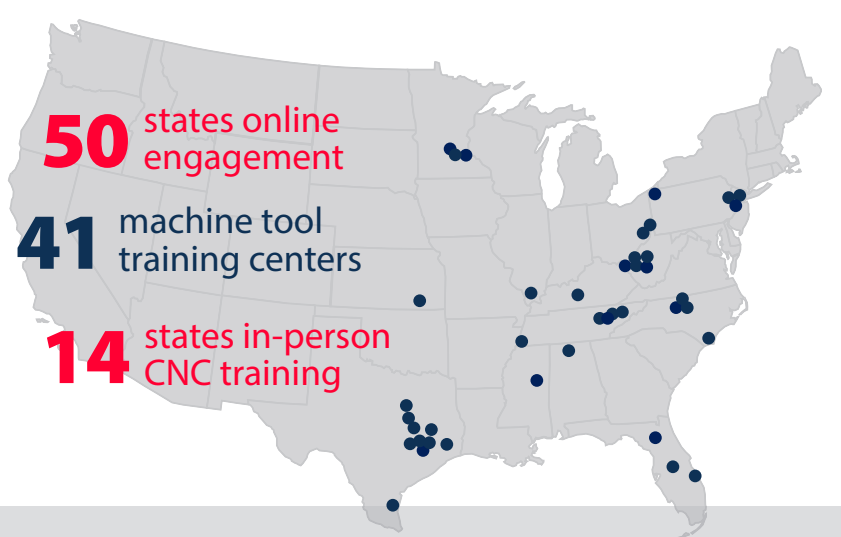 50 states online
engagement
41 machine tool
training centers
14 states in-person
CNC training